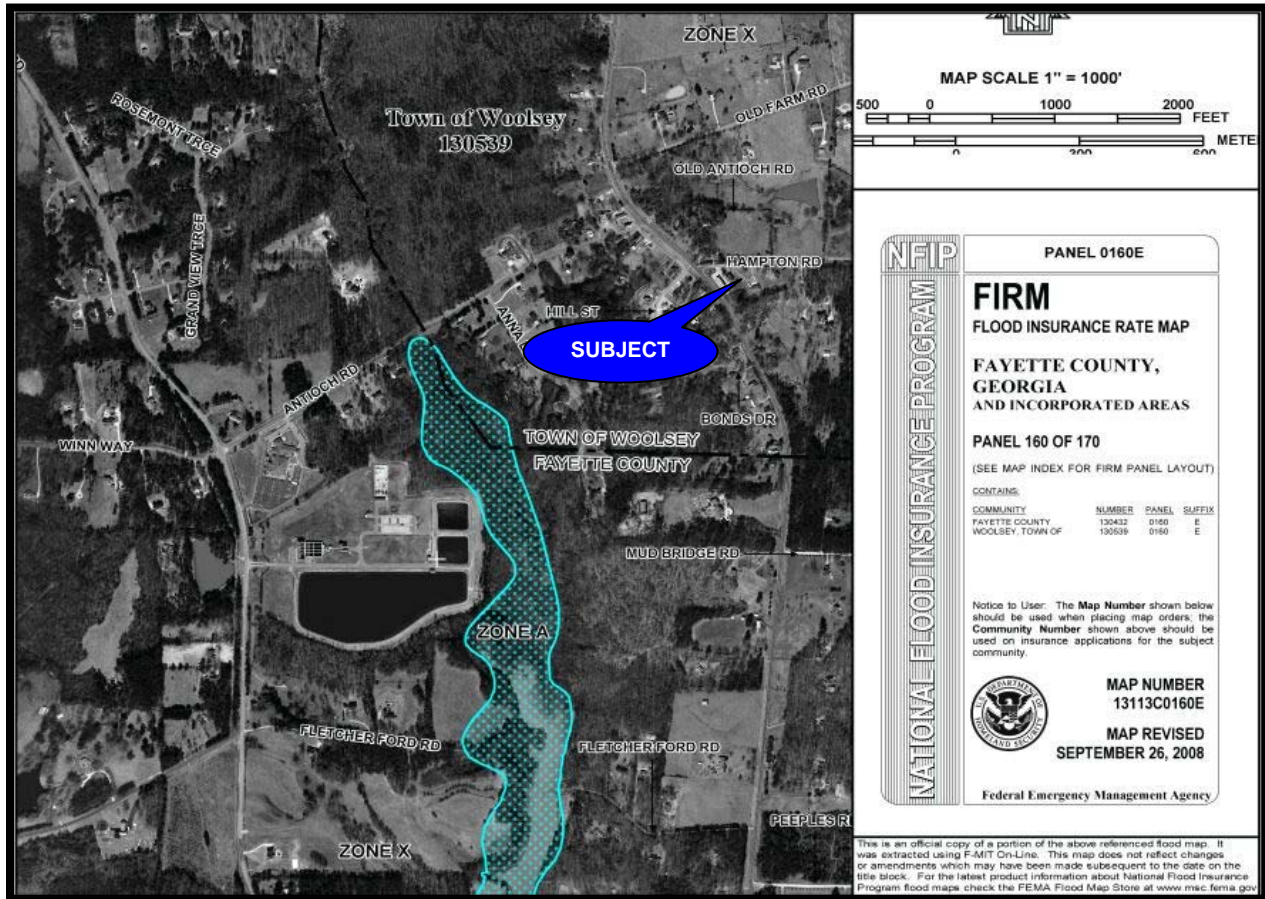 ZONE X
Town of Woolsey
130539
ROSEMONT TRCE
OLD FARM RD
OLD ANTIOCH RD
GRAND VIEW TRCE
HAMPTON RD
HILL ST
ANNA
SUBJECT
ANTIOCH RD
BONDS DR
WINN WAY
TOWN OF WOOLSEY
FAYETTE COUNTY
MUD BRIDGE RD
ZONE A
FLETCHER FORD RD
FLETCHER FORD RD
PEEPLES R
ZONE X
MAP SCALE 1" = 1000'
500 0 1000 2000
FEET
METE
0 300 600
NFIP
NATIONAL FLOOD INSURANCE PROGRAM
PANEL 0160E
FIRM
FLOOD INSURANCE RATE MAP
FAYETTE COUNTY,
GEORGIA
AND INCORPORATED AREAS
PANEL 160 OF 170
(SEE MAP INDEX FOR FIRM PANEL LAYOUT)
CONTAINS:
COMMUNITY NUMBER PANEL SUFFIX
FAYETTE COUNTY 130432 0160 E
WOOLSEY, TOWN OF 130539 0160 E
Notice to User: The Map Number shown below
should be used when placing map orders; the
Community Number shown above should be
used on insurance applications for the subject
community.
U.S. DEPARTMENT OF
HOMELAND SECURITY
MAP NUMBER
13113C0160E
MAP REVISED
SEPTEMBER 26, 2008
Federal Emergency Management Agency
This is an official copy of a portion of the above referenced flood map. It
was extracted using F-MIT On-Line. This map does not reflect changes
or amendments which may have been made subsequent to the date on the
title block. For the latest product information about National Flood Insurance
Program flood maps check the FEMA Flood Map Store at www.msc.fema.gov